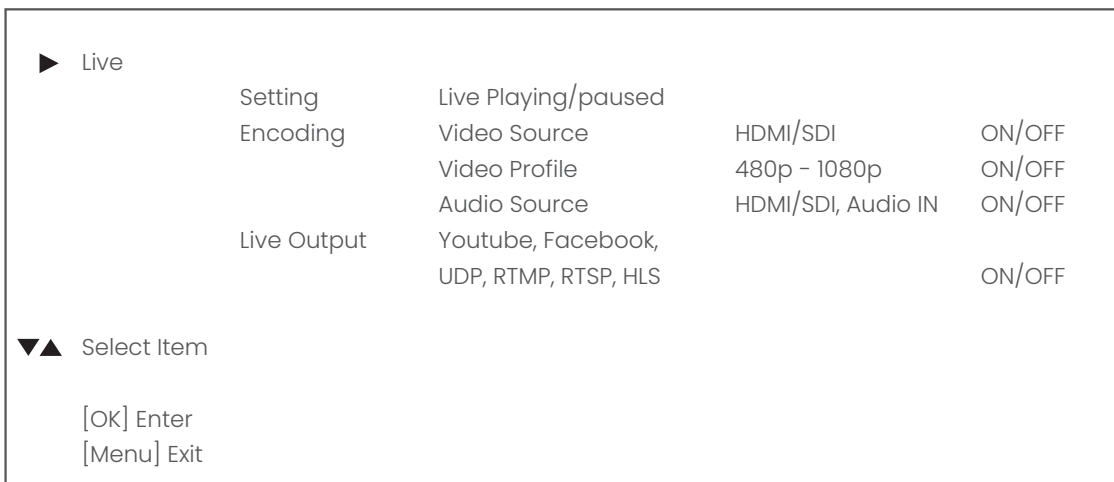 ▶ Live
Setting Live Playing/paused
Encoding Video Source HDMI/SDI ON/OFF
Video Profile 480p - 1080p ON/OFF
Audio Source HDMI/SDI, Audio IN ON/OFF
Live Output Youtube, Facebook,
UDP, RTMP, RTSP, HLS ON/OFF
▼▲ Select Item
[OK] Enter
[Menu] Exit